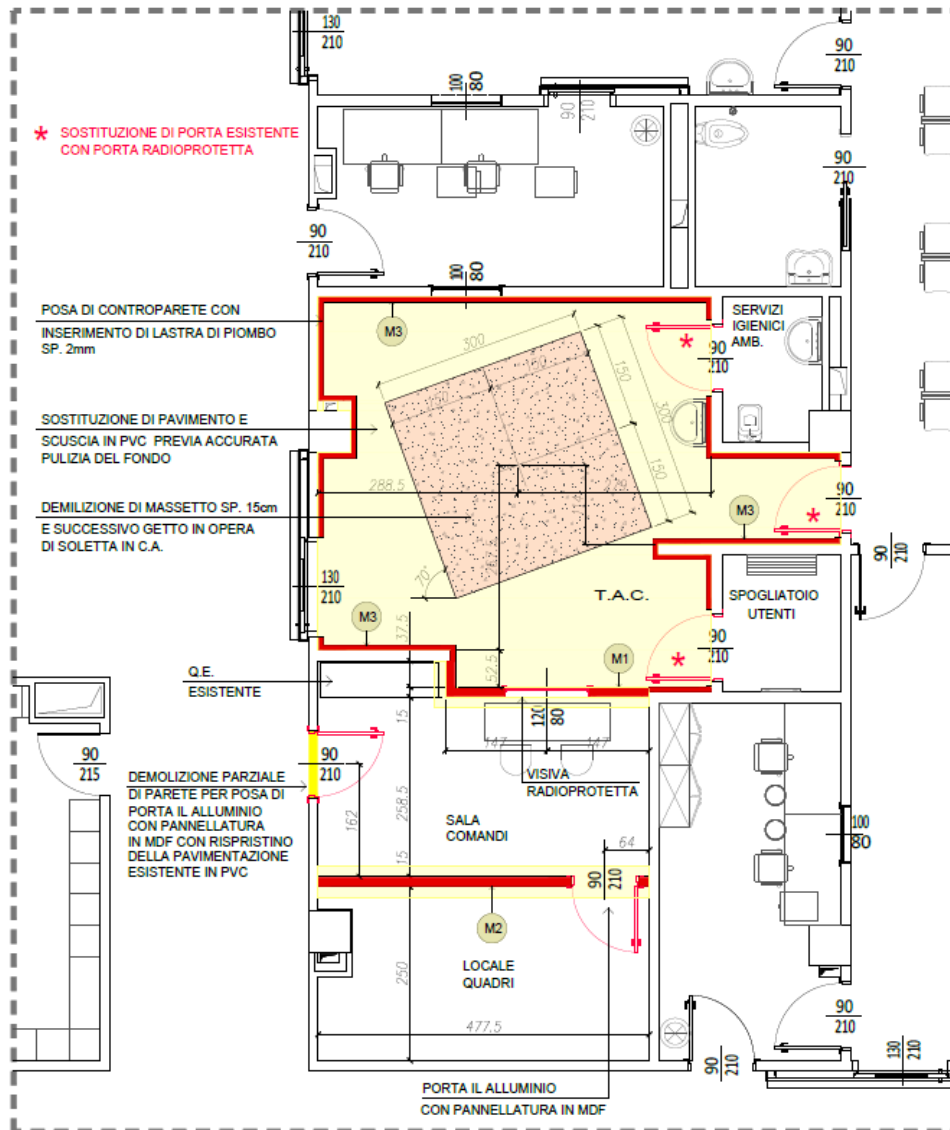 130
210
90
210
100
80
90
210
* SOSTITUZIONE DI PORTA ESISTENTE
CON PORTA RADIOPROTETTA
90
210
90
210
100
80
POSA DI CONTROPARETE CON
INSERIMENTO DI LASTRA DI PIOMBO
SP. 2mm
M3
SERVIZI
IGIENICI
AMB.
300
150
150
150
300
150
*
90
210
SOSTITUZIONE DI PAVIMENTO E
SCUSCIA IN PVC PREVIA ACCURATA
PULIZIA DEL FONDO
288.5
279
DEMILIZIONE DI MASSETTO SP. 15cm
E SUCCESSIVO GETTO IN OPERA
DI SOLETTA IN C.A.
M3
90
210
*
90
210
130
210
70°
T.A.C.
SPOGLIATOIO
UTENTI
M3
37.5
52.5
M1
*
90
210
Q.E.
ESISTENTE
15
120
80
147
147
90
215
90
210
DEMOLIZIONE PARZIALE
DI PARETE PER POSA DI
PORTA IL ALLUMINIO
CON PANNELLATURA
IN MDF CON RISPRISTINO
DELLA PAVIMENTAZIONE
ESISTENTE IN PVC
VISIVA
RADIOPROTETTA
162
258.5
SALA
COMANDI
100
80
64
15
90
210
M2
LOCALE
QUADRI
250
477.5
90
210
90
210
130
210
PORTA IL ALLUMINIO
CON PANNELLATURA IN MDF